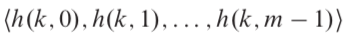 ⟨h(k, 0), h(k, 1), . . . , h(k, m − 1)⟩